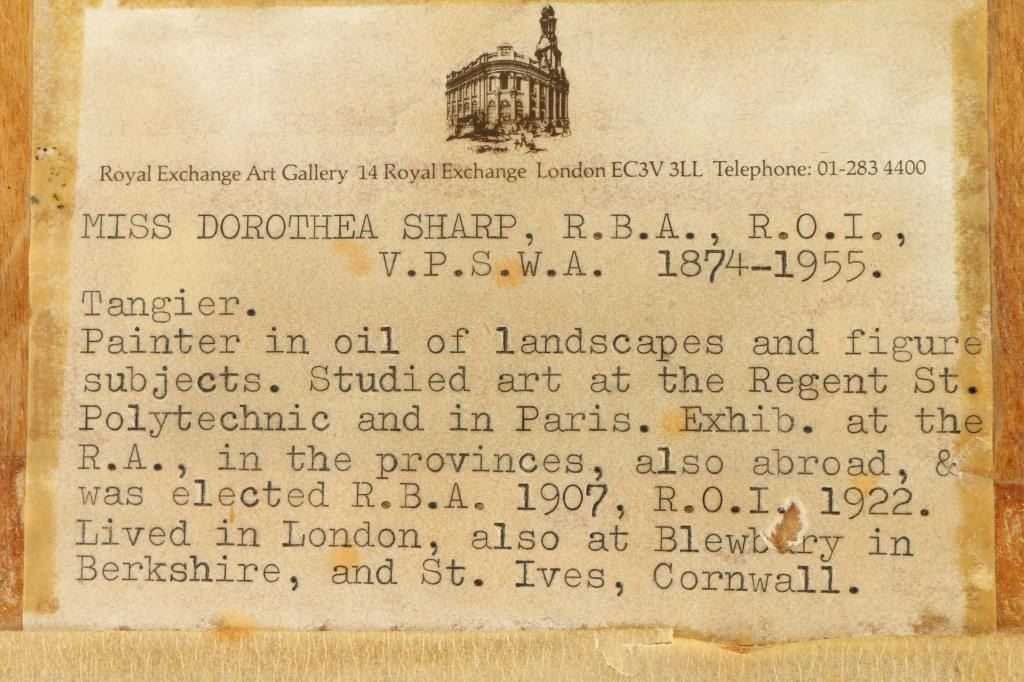 Royal Exchange Art Gallery 14 Royal Exchange London EC3V 3LL Telephone: 01-283 4400
MISS DOROTHEA SHARP, R.B.A., R.O.I.,
V.P.S.W.A. 1874-1955.
Tangier.
Painter in oil of landscapes and figure
subjects. Studied art at the Regent St.
Polytechnic and in Paris. Exhib. at the
R.A., in the provinces, also abroad, &
was elected R.B.A. 1907, R.O.I. 1922.
Lived in London, also at Blewbury in
Berkshire, and St. Ives, Cornwall.